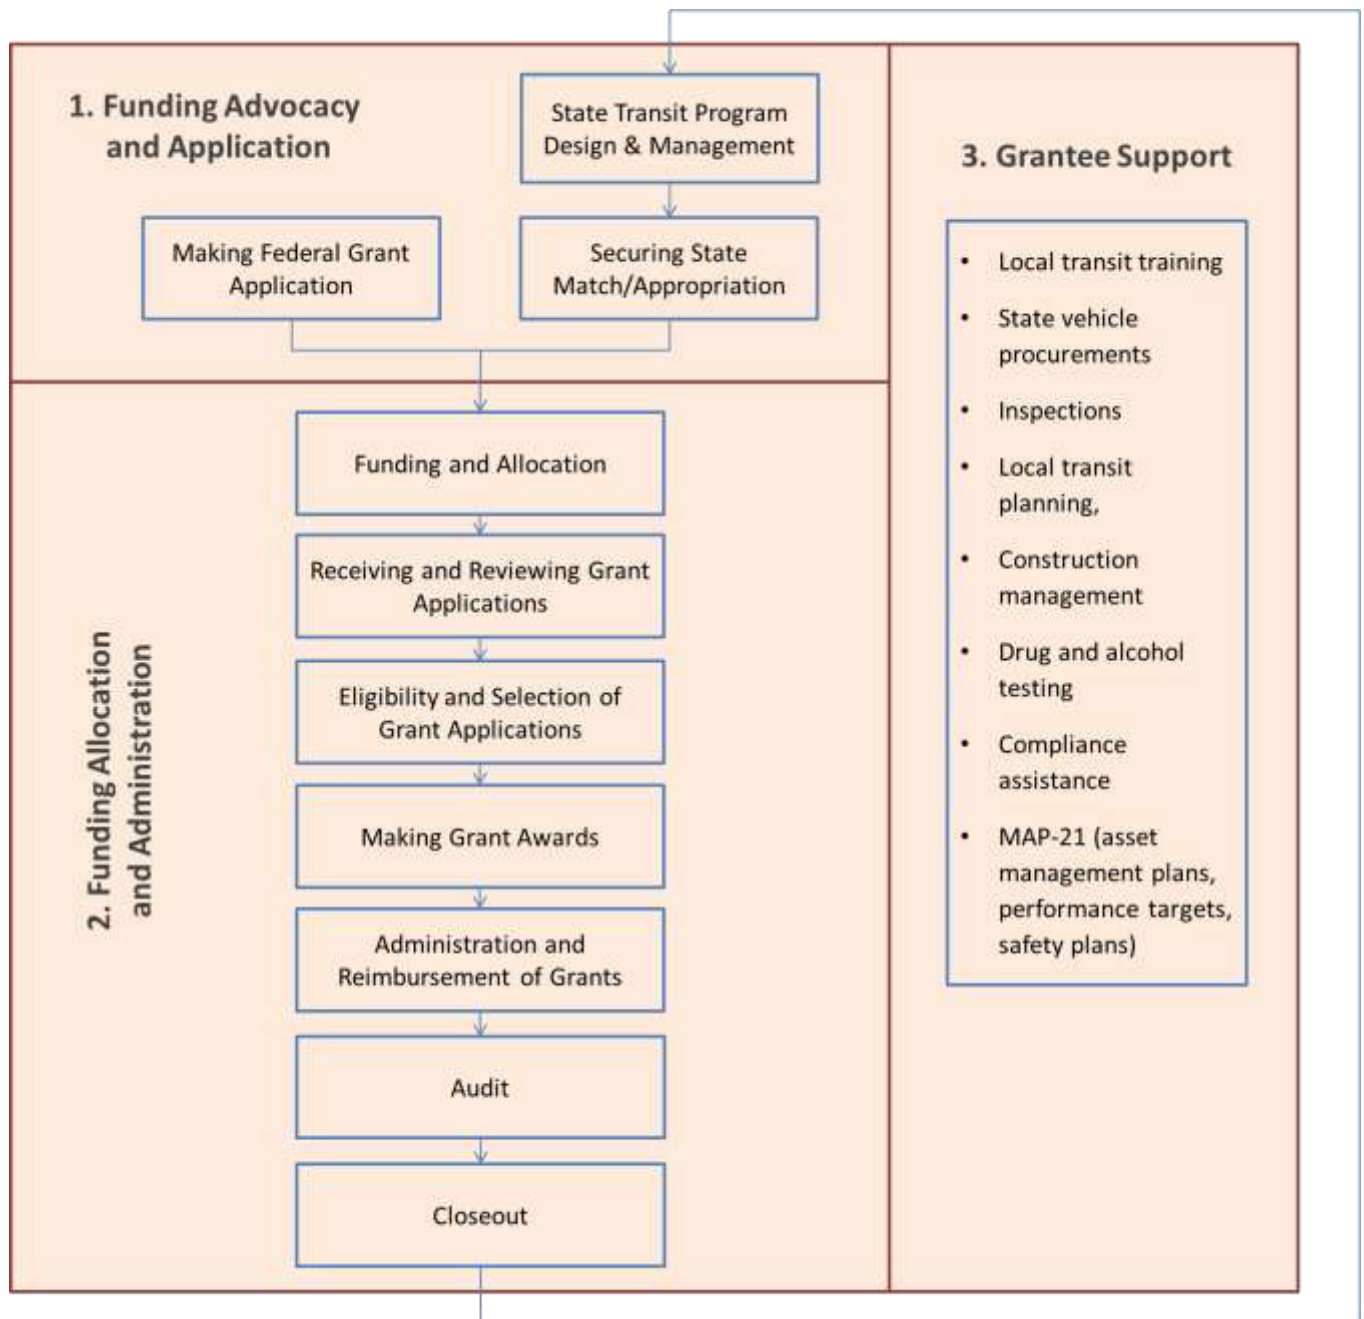 1. Funding Advocacy
and Application
State Transit Program
Design & Management
Making Federal Grant
Application
Securing State
Match/Appropriation
2. Funding Allocation
and Administration
Funding and Allocation
Receiving and Reviewing Grant
Applications
Eligibility and Selection of
Grant Applications
Making Grant Awards
Administration and
Reimbursement of Grants
Audit
Closeout
3. Grantee Support
• Local transit training
• State vehicle
procurements
• Inspections
• Local transit
planning,
• Construction
management
• Drug and alcohol
testing
• Compliance
assistance
• MAP-21 (asset
management plans,
performance targets,
safety plans)